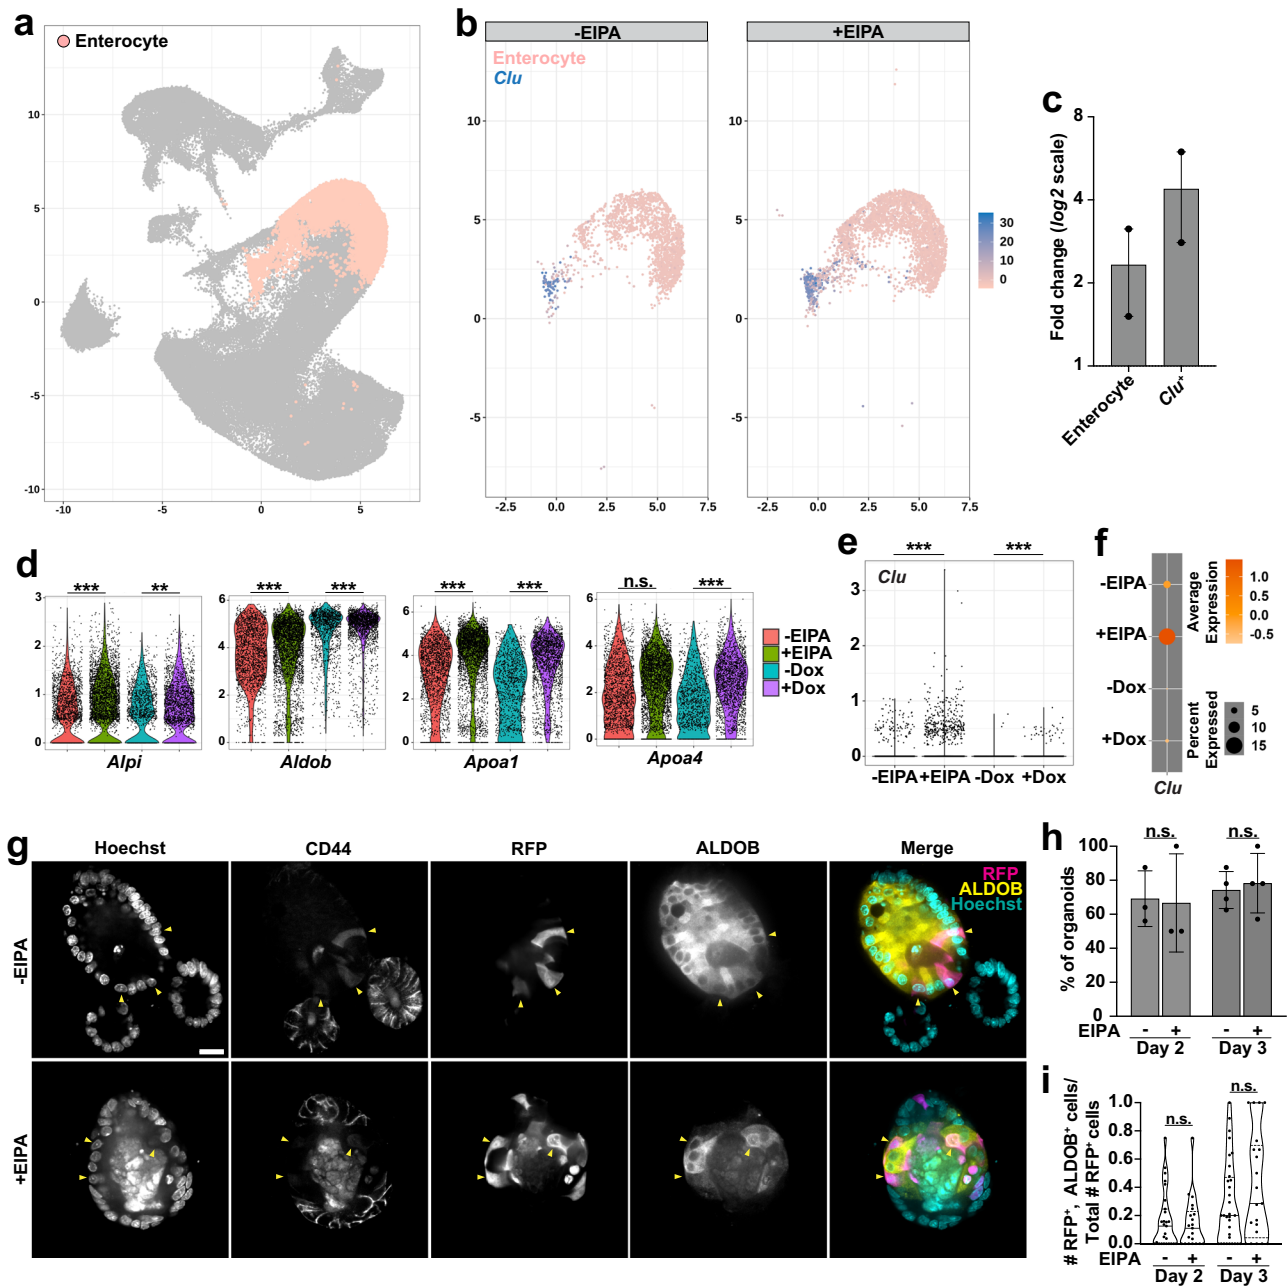 a
Enterocyte
10
5
0
-5
-10
-10
-5
0
5
b
-EIPA
+EIPA
Enterocyte
Clu
10
5
0
-5
-2.5
0.0
2.5
5.0
7.5
10
5
0
-5
-2.5
0.0
2.5
5.0
7.5
30
20
10
0
c
Fold change (log2 scale)
8
4
2
1
Enterocyte
Clu+
d
***
**
3
2
1
0
Alpi
***
***
6
4
2
0
Aldob
***
***
6
4
2
0
Apoa1
n.s.
***
6
4
2
0
Apoa4
-EIPA
+EIPA
-Dox
+Dox
e
***
***
Clu
3
2
1
0
-EIPA
+EIPA
-Dox
+Dox
f
-EIPA
+EIPA
-Dox
+Dox
Clu
Average
Expression
1.0
0.5
0.0
-0.5
Percent
Expressed
5
10
15
g
Hoechst
CD44
RFP
ALDOB
Merge
-EIPA
RFP
ALDOB
Hoechst
+EIPA
h
% of organoids
100
80
60
40
20
0
n.s.
n.s.
EIPA
-
+
-
+
Day 2
Day 3
i
# RFP+, ALDOB+ cells/
Total # RFP+ cells
1.0
0.8
0.6
0.4
0.2
0.0
n.s.
n.s.
EIPA
-
+
-
+
Day 2
Day 3